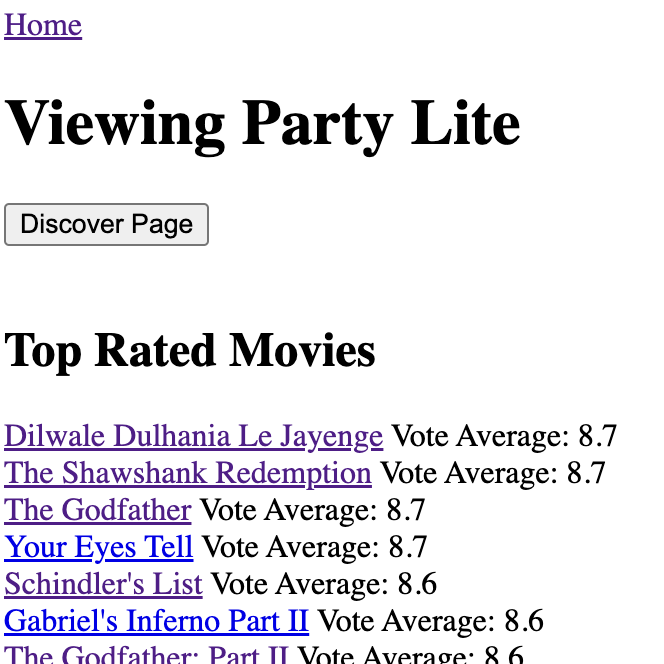 Home
Viewing Party Lite
Discover Page
Top Rated Movies
Dilwale Dulhania Le Jayenge Vote Average: 8.7
The Shawshank Redemption Vote Average: 8.7
The Godfather Vote Average: 8.7
Your Eyes Tell Vote Average: 8.7
Schindler's List Vote Average: 8.6
Gabriel's Inferno Part II Vote Average: 8.6
The Godfather: Part II Vote Average: 8.6